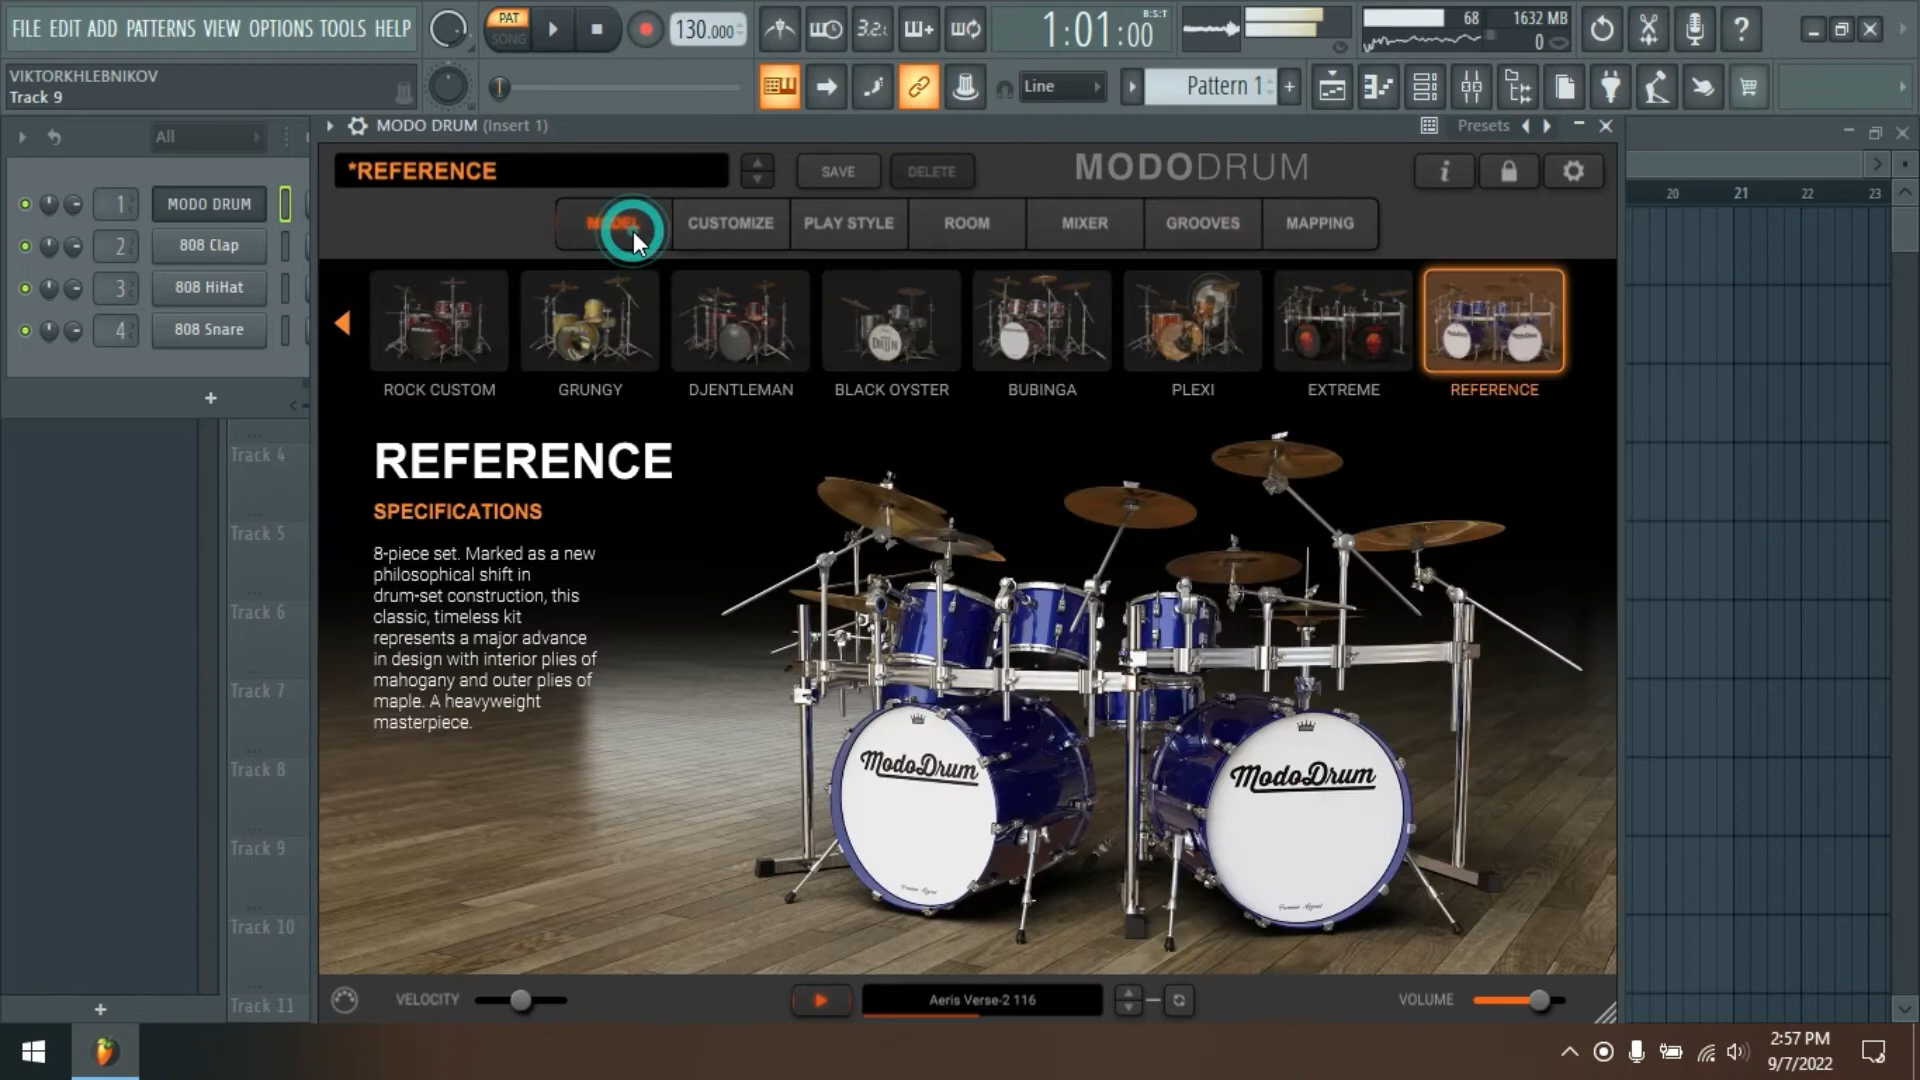 FILE EDIT ADD PATTERNS VIEW OPTIONS TOOLS HELP
PAT
SONG
130.000
3.2.
1:01:00
B:S:T
68
1632 MB
0
VIKTORKHLEBNIKOV
Track 9
Line
Pattern 1
MODO DRUM (Insert 1)
Presets
All
*REFERENCE
SAVE
DELETE
MODODRUM
MODEL
CUSTOMIZE
PLAY STYLE
ROOM
MIXER
GROOVES
MAPPING
20
21
22
23
1
MODO DRUM
2
808 Clap
3
808 HiHat
4
808 Snare
ROCK CUSTOM
GRUNGY
DJENTLEMAN
BLACK OYSTER
BUBINGA
PLEXI
EXTREME
REFERENCE
REFERENCE
SPECIFICATIONS
8-piece set. Marked as a new
philosophical shift in
drum-set construction, this
classic, timeless kit
represents a major advance
in design with interior plies of
mahogany and outer plies of
maple. A heavyweight
masterpiece.
ModoDrum
ModoDrum
Track 4
Track 5
Track 6
Track 7
Track 8
Track 9
Track 10
Track 11
VELOCITY
Aeris Verse-2 116
VOLUME
2:57 PM
9/7/2022